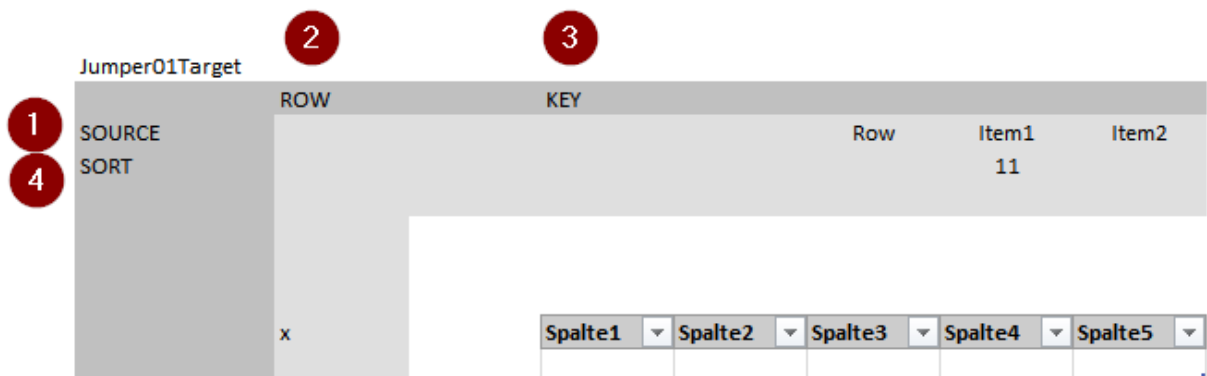 2 3
Jumper01Target
ROW KEY
1 SOURCE Row Item1 Item2
4 SORT 11
x Spalte1 Spalte2 Spalte3 Spalte4 Spalte5